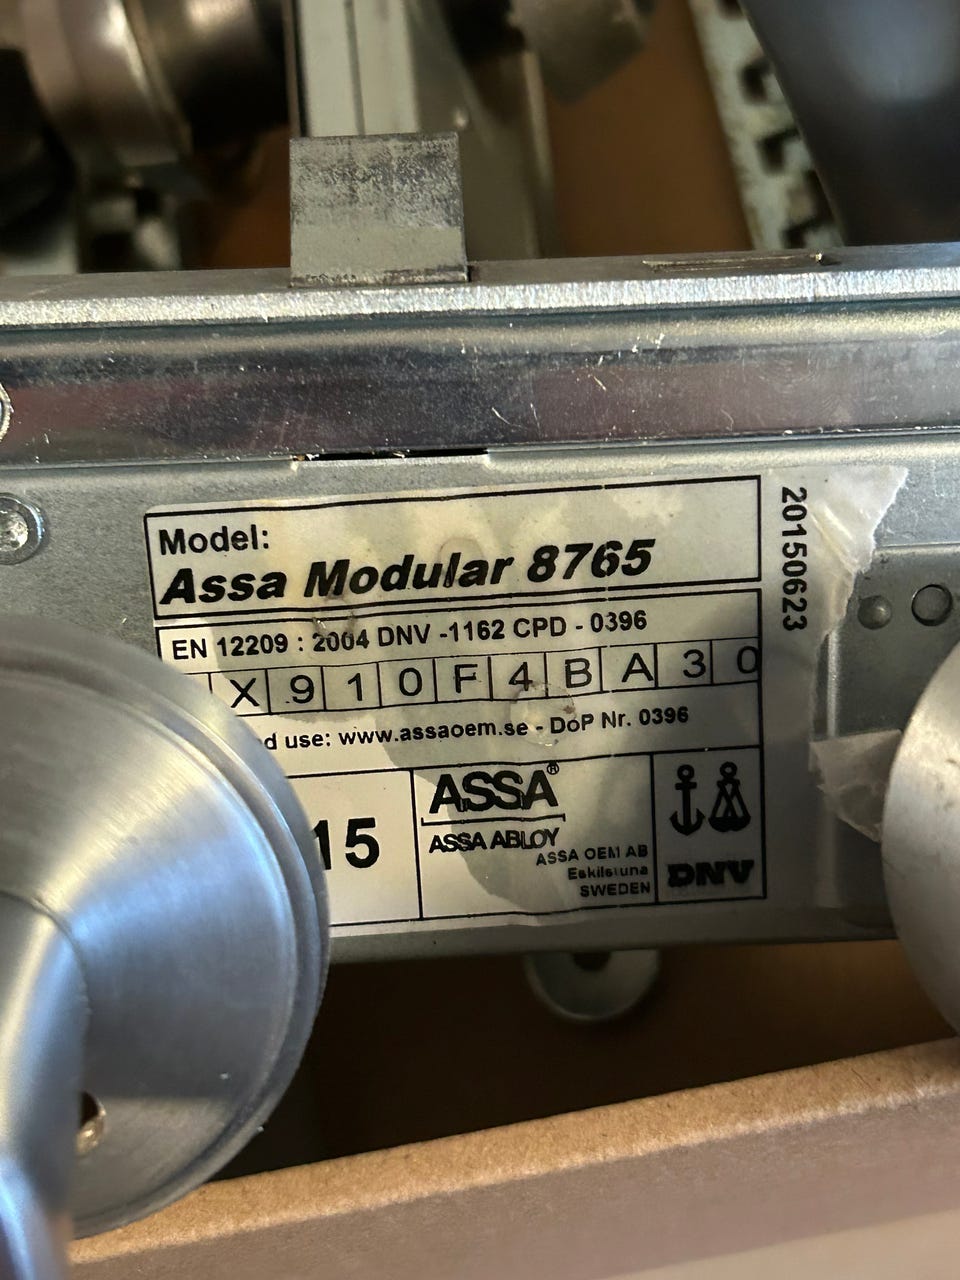 Model:
Assa Modular 8765
EN 12209 : 2004 DNV -1162 CPD - 0396
X 9 1 0 F 4 B A 3 0
use: www.assaoem.se - DoP Nr. 0396
15
ASSA®
ASSA ABLOY
ASSA OEM AB
Eskilstuna
SWEDEN
DNV
20150623